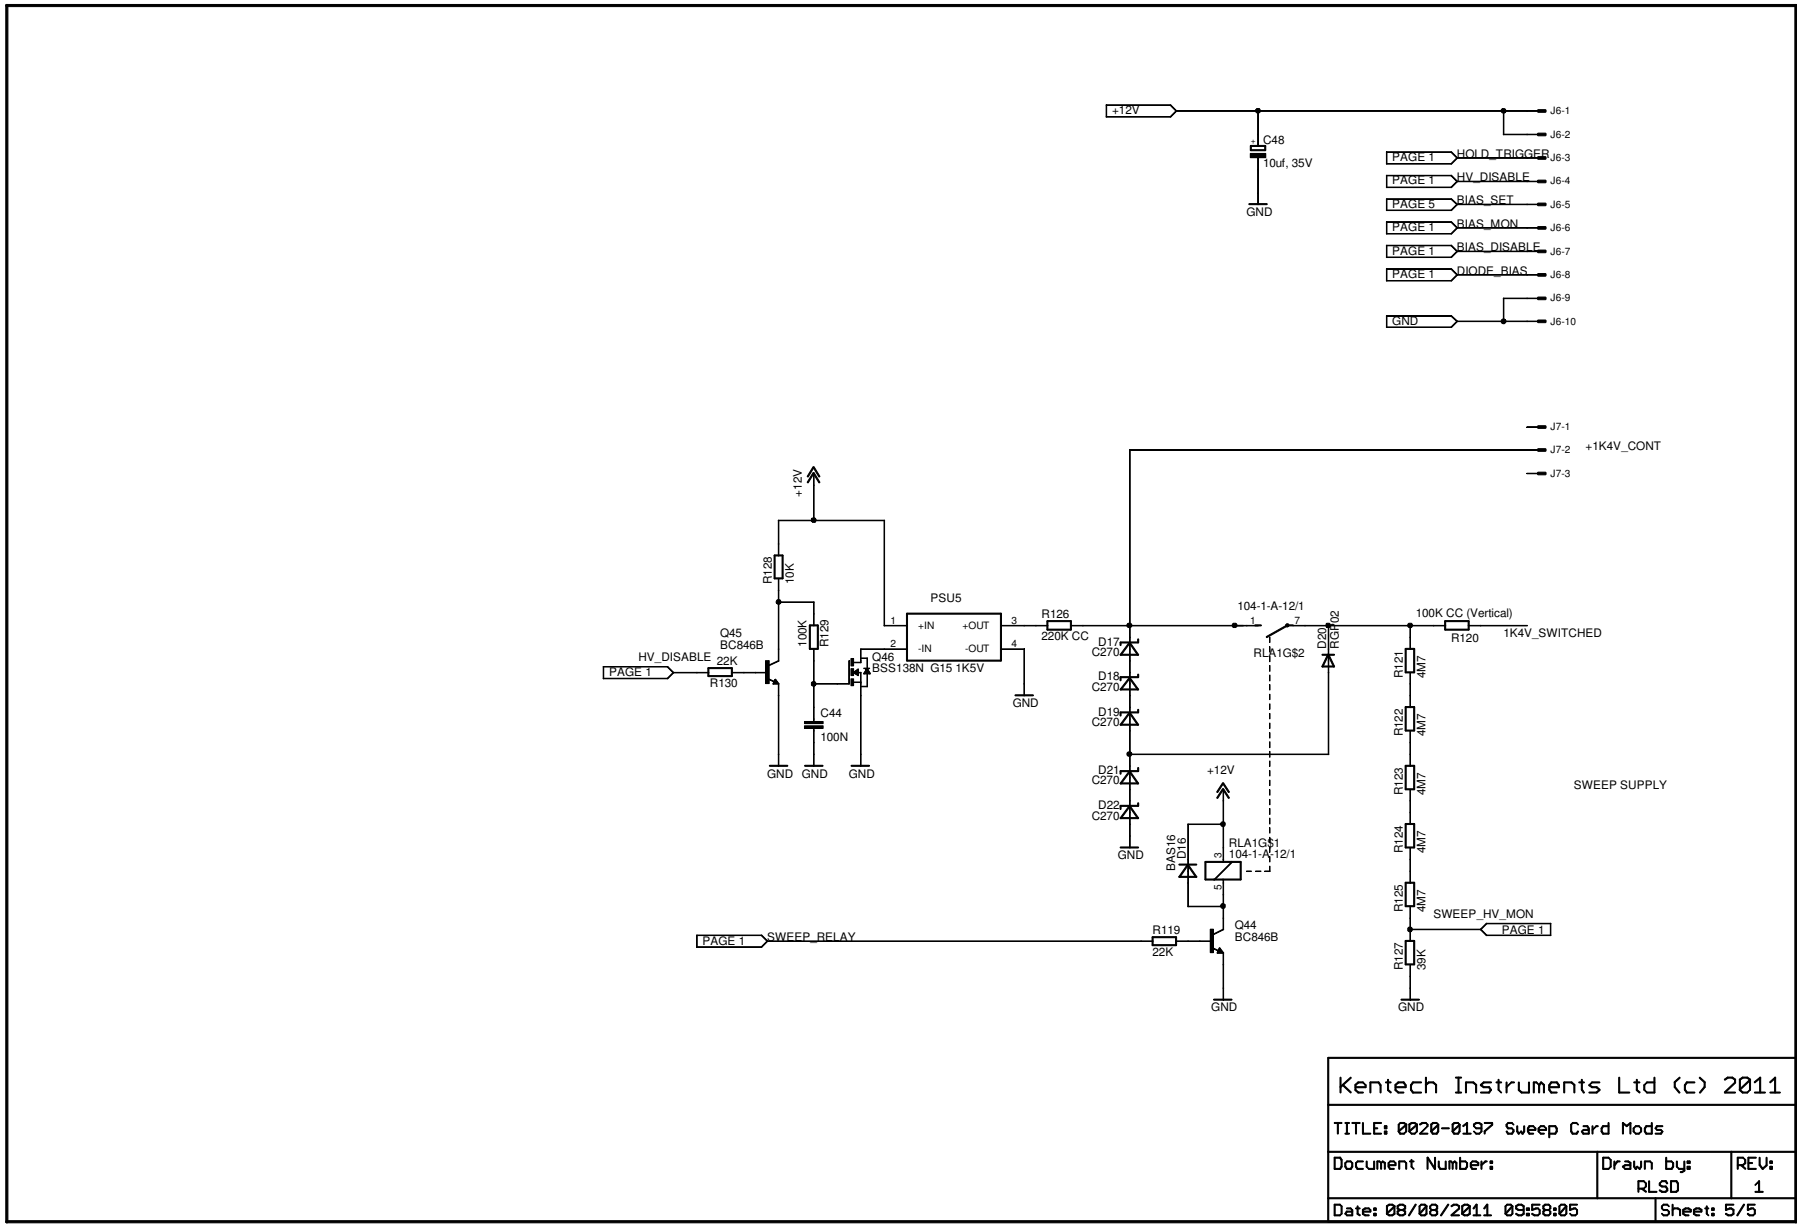 +12V
C48
+
10uf, 35V
GND
J6-1
J6-2
PAGE 1 HOLD_TRIGGER J6-3
PAGE 1 HV_DISABLE J6-4
PAGE 5 BIAS_SET J6-5
PAGE 1 BIAS_MON J6-6
PAGE 1 BIAS_DISABLE J6-7
PAGE 1 DIODE_BIAS J6-8
J6-9
GND J6-10
J7-1
J7-2 +1K4V_CONT
J7-3
+12V
R128
10K
100K
R129
Q45
BC846B
HV_DISABLE
PAGE 1
22K
R130
C44
100N
GND
GND
GND
Q46
BSS138N
PSU5
1 +IN +OUT 3
2 -IN -OUT 4
G15 1K5V
GND
R126
220K CC
D17
C270
D18
C270
D19
C270
D21
C270
D22
C270
GND
104-1-A-12/1
1 7
RLA1G$2
D20
RGP02
100K CC (Vertical)
R120
1K4V_SWITCHED
R121
4M7
R122
4M7
R123
4M7
R124
4M7
R125
4M7
SWEEP SUPPLY
SWEEP_HV_MON
PAGE 1
R127
39K
GND
+12V
BAS16
D16
3
5
RLA1G$1
104-1-A-12/1
PAGE 1 SWEEP_RELAY
R119
22K
Q44
BC846B
GND
Kentech Instruments Ltd (c) 2011
TITLE: 0020-0197 Sweep Card Mods
Document Number:
Drawn by:
RLSD
REV:
1
Date: 08/08/2011 09:58:05
Sheet: 5/5